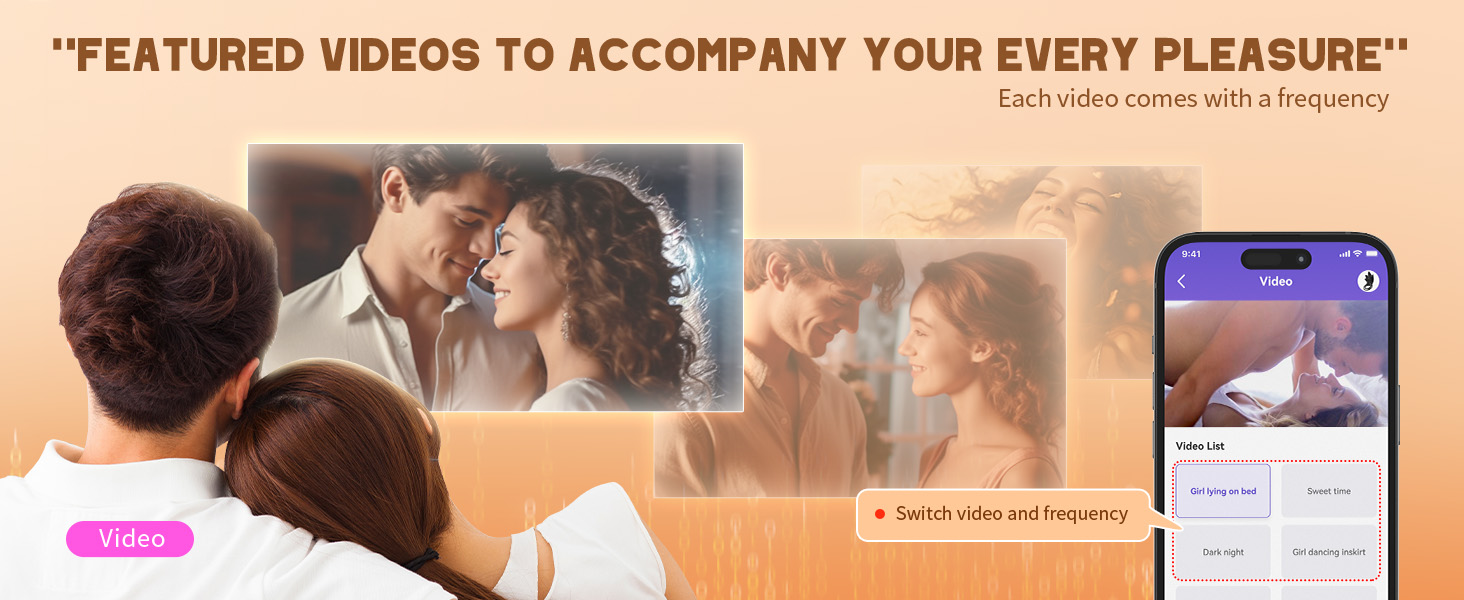 "FEATURED VIDEOS TO ACCOMPANY YOUR EVERY PLEASURE"
Each video comes with a frequency
9:41
Video
Video List
Girl lying on bed
Sweet time
Dark night
Girl dancing inskirt
Switch video and frequency
Video